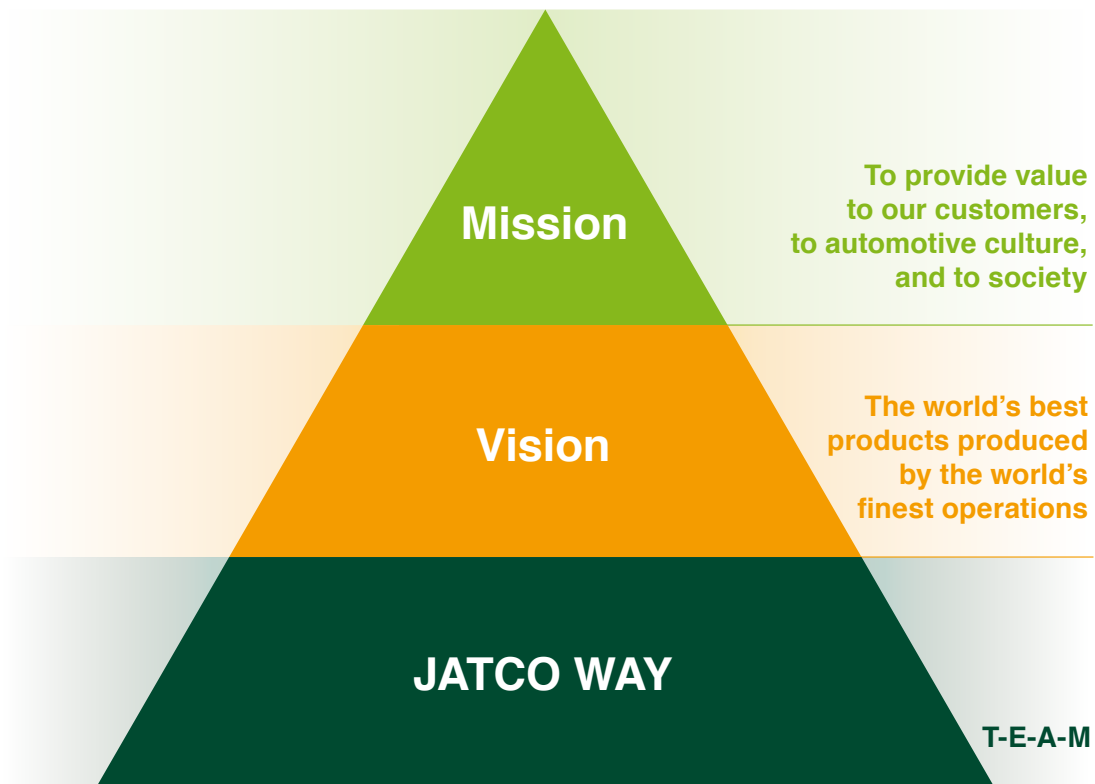 Mission
To provide value
to our customers,
to automotive culture,
and to society
Vision
The world’s best
products produced
by the world’s
finest operations
JATCO WAY
T-E-A-M